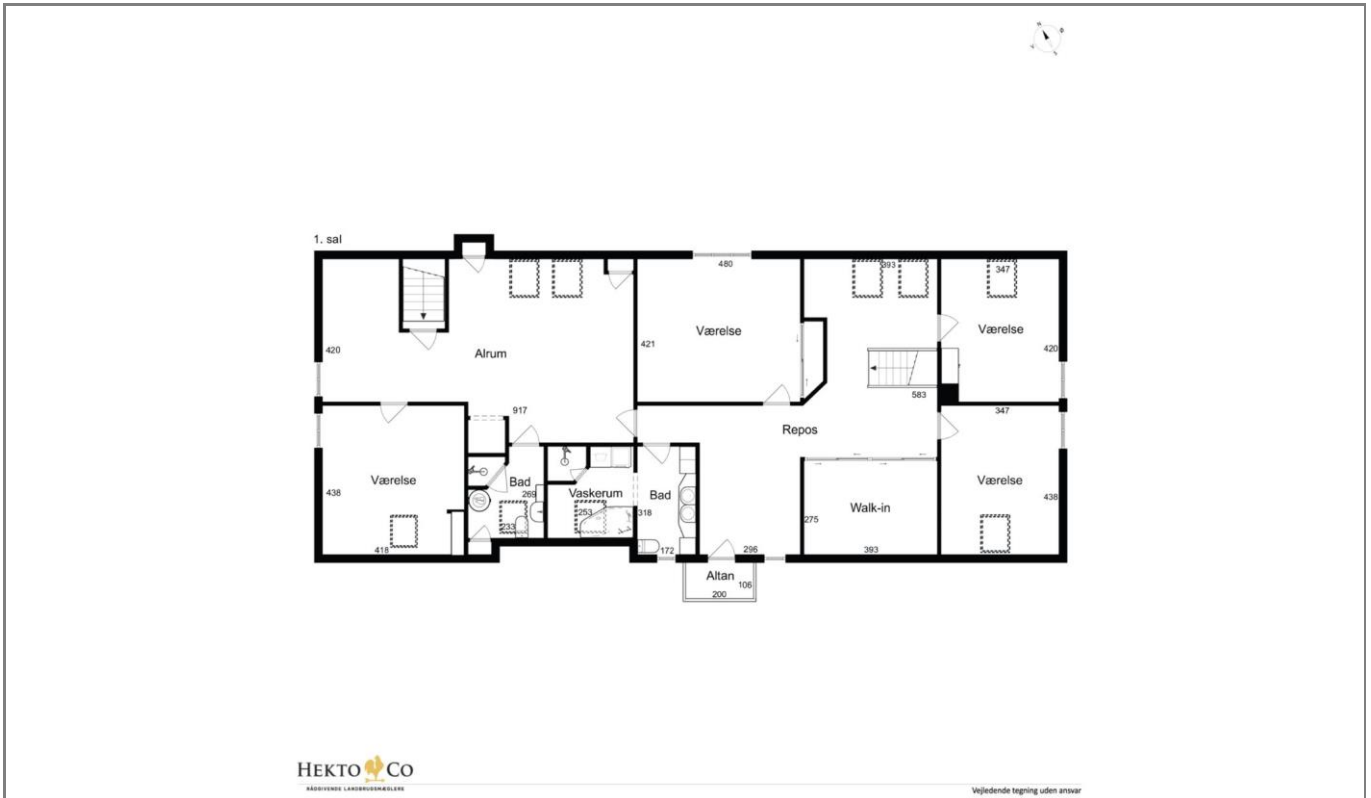 1. sal
480
393
347
Værelse
Værelse
421
420
Alrum
420
583
917
347
Repos
Værelse
438
Bad
269
233
418
Vaskerum
253
318
Bad
172
296
Walk-in
275
393
Værelse
438
Altan
106
200
HEKTO CO
RÅDGIVENDE LANDBRUGSMÆGLERE
Vejledende tegning uden ansvar